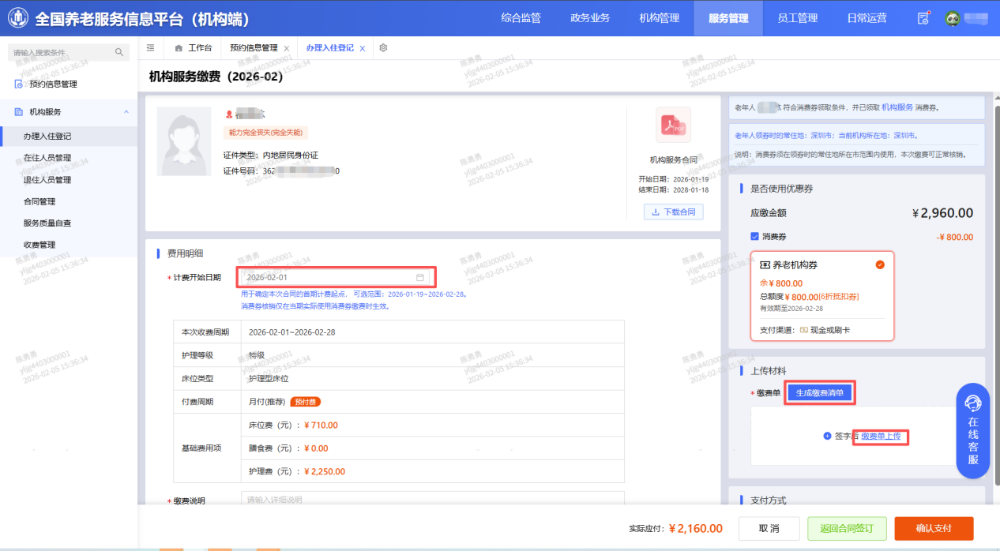 全国养老服务信息平台（机构端）
综合监管 政务业务 机构管理 服务管理 员工管理 日常运营
请输入搜索条件
工作台 预约信息管理 办理入住登记
预约信息管理
机构服务
办理入住登记
在住人员管理
退住人员管理
合同管理
服务质量自查
收费管理
机构服务缴费（2026-02）
能力完全丧失(完全失能)
证件类型： 内地居民身份证
证件号码： 362 0
PDF
机构服务合同
开始日期： 2026-01-19
结束日期： 2028-01-18
下载合同
费用明细
* 计费开始日期 2026-02-01
用于确定本次合同的首期计费起点， 可选范围：2026-01-19~2026-02-28。
消费券核销仅在当期实际使用消费券缴费时生效。
本次收费周期 2026-02-01~2026-02-28
护理等级 特级
床位类型 护理型床位
付费周期 月付(推荐) 预付费
基础费用项
床位费（元）：¥ 710.00
膳食费（元）：¥ 0.00
护理费（元）：¥ 2,250.00
* 缴费说明 请输入详细说明
老年人 符合消费券领取条件，并已领取 机构服务 消费券。
老年人领券时的常住地：深圳市；当前机构所在地：深圳市。
说明：消费券须在领券时的常住地所在市范围内使用，本次缴费可正常核销。
是否使用优惠券
应缴金额 ¥ 2,960.00
消费券 -¥ 800.00
养老机构券
余¥ 800.00
总额度¥ 800.00(6折抵扣券)
有效期至2026-02-28
支付渠道： 现金或刷卡
上传材料
* 缴费单 生成缴费清单
签字后 缴费单上传
支付方式
在线客服
实际应付：¥ 2,160.00 取 消 返回合同签订 确认支付
陈勇勇
yljg4403000001
2026-02-05 15:36:34